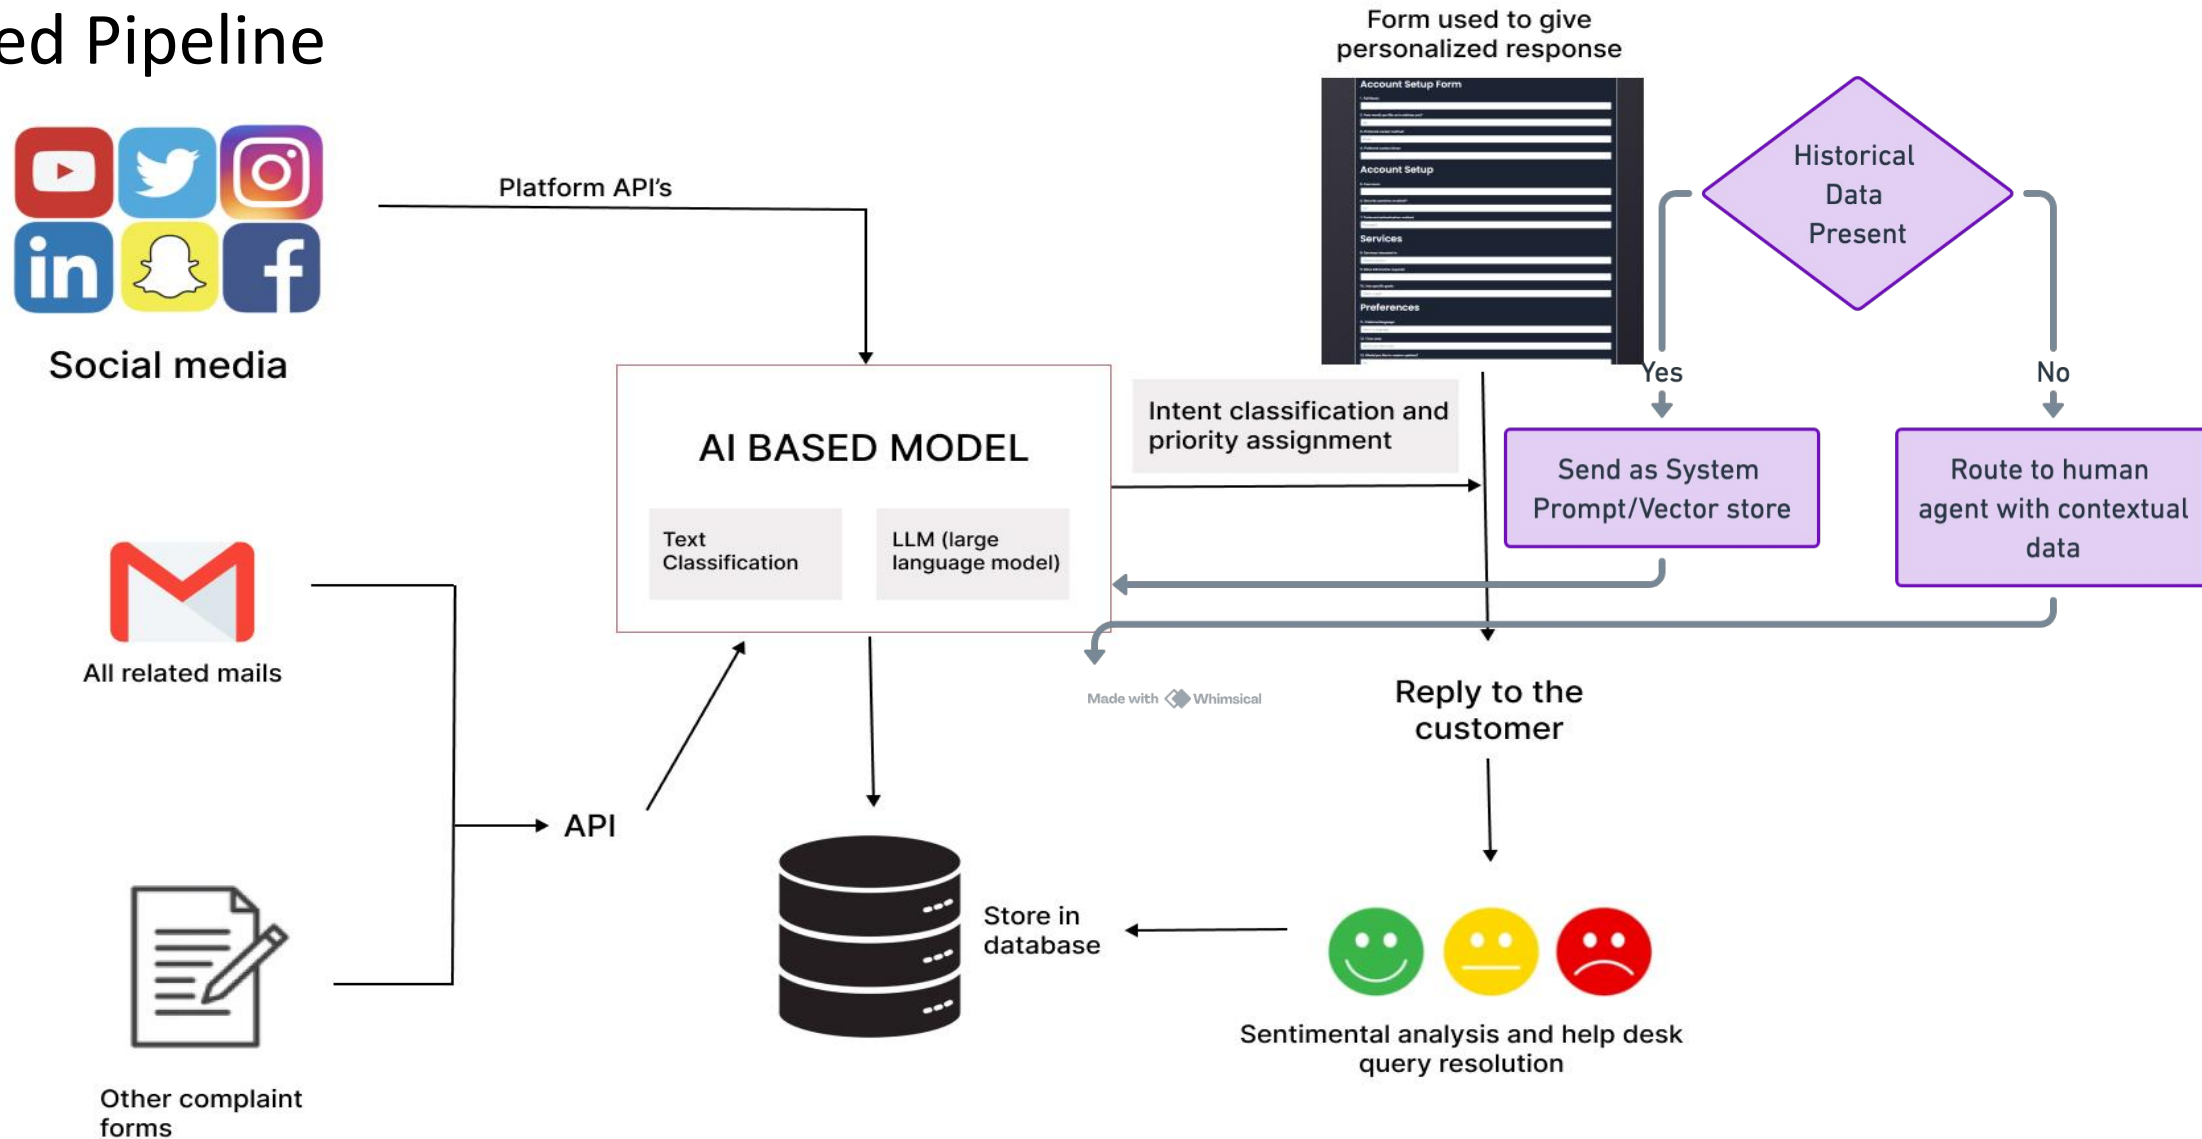 ed Pipeline
Form used to give
personalized response
Account Setup Form
Account Setup
Services
Preferences
Historical
Data
Present
Platform API's
in
f
Social media
Yes
No
Intent classification and
priority assignment
AI BASED MODEL
Text
Classification
LLM (large
language model)
Send as System
Prompt/Vector store
Route to human
agent with contextual
data
All related mails
Made with Whimsical
Reply to the
customer
API
Store in
database
Sentimental analysis and help desk
query resolution
Other complaint
forms